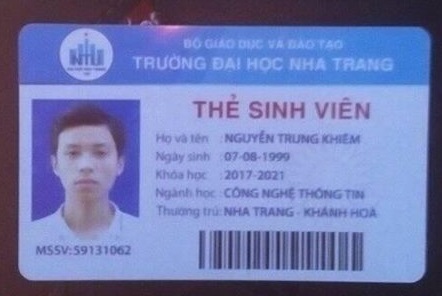 NTU
BỘ GIÁO DỤC VÀ ĐÀO TẠO
TRƯỜNG ĐẠI HỌC NHA TRANG
THẺ SINH VIÊN
Họ và tên : NGUYỄN TRUNG KHIÊM
Ngày sinh : 07-08-1999
Khóa học : 2017-2021
Ngành học : CÔNG NGHỆ THÔNG TIN
Thường trú: NHA TRANG - KHÁNH HOÀ
MSSV: 59131062